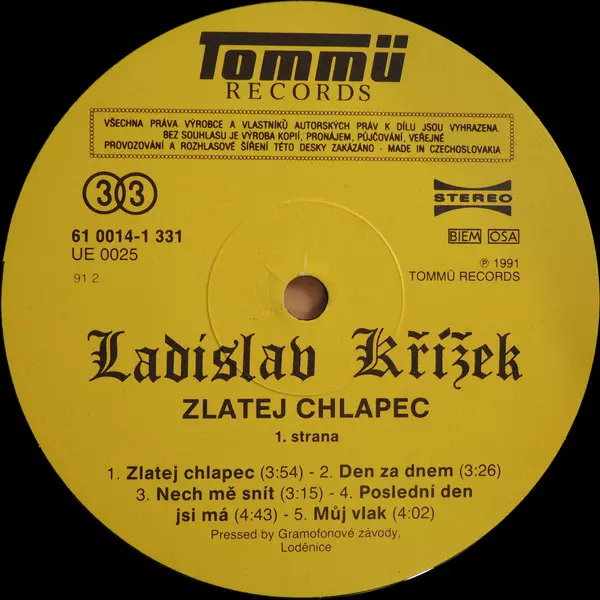 Tommü
RECORDS
VŠECHNA PRÁVA VÝROBCE A VLASTNÍKŮ AUTORSKÝCH PRÁV K DÍLU JSOU VYHRAZENA.
BEZ SOUHLASU JE VÝROBA KOPIÍ, PRONÁJEM, PŮJČOVÁNÍ, VEŘEJNÉ
PROVOZOVÁNÍ A ROZHLASOVÉ ŠÍŘENÍ TÉTO DESKY ZAKÁZÁNO - MADE IN CZECHOSLOVAKIA
33
STEREO
61 0014-1 331
UE 0025
BIEM OSA
91 2
℗ 1991
TOMMÜ RECORDS
Ladislav Křížek
ZLATEJ CHLAPEC
1. strana
1. Zlatej chlapec (3:54) - 2. Den za dnem (3:26)
3. Nech mě snít (3:15) - 4. Poslední den
jsi má (4:43) - 5. Můj vlak (4:02)
Pressed by Gramofonové závody,
Loděnice